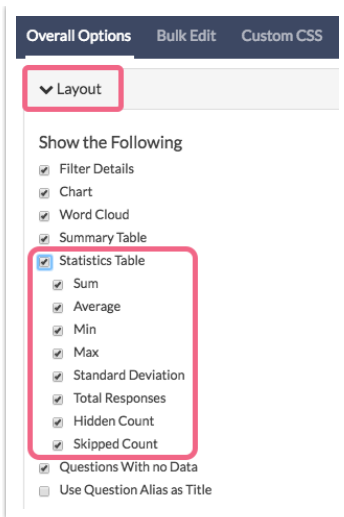 Overall Options Bulk Edit Custom CSS
Layout
Show the Following
Filter Details
Chart
Word Cloud
Summary Table
Statistics Table
Sum
Average
Min
Max
Standard Deviation
Total Responses
Hidden Count
Skipped Count
Questions With no Data
Use Question Alias as Title